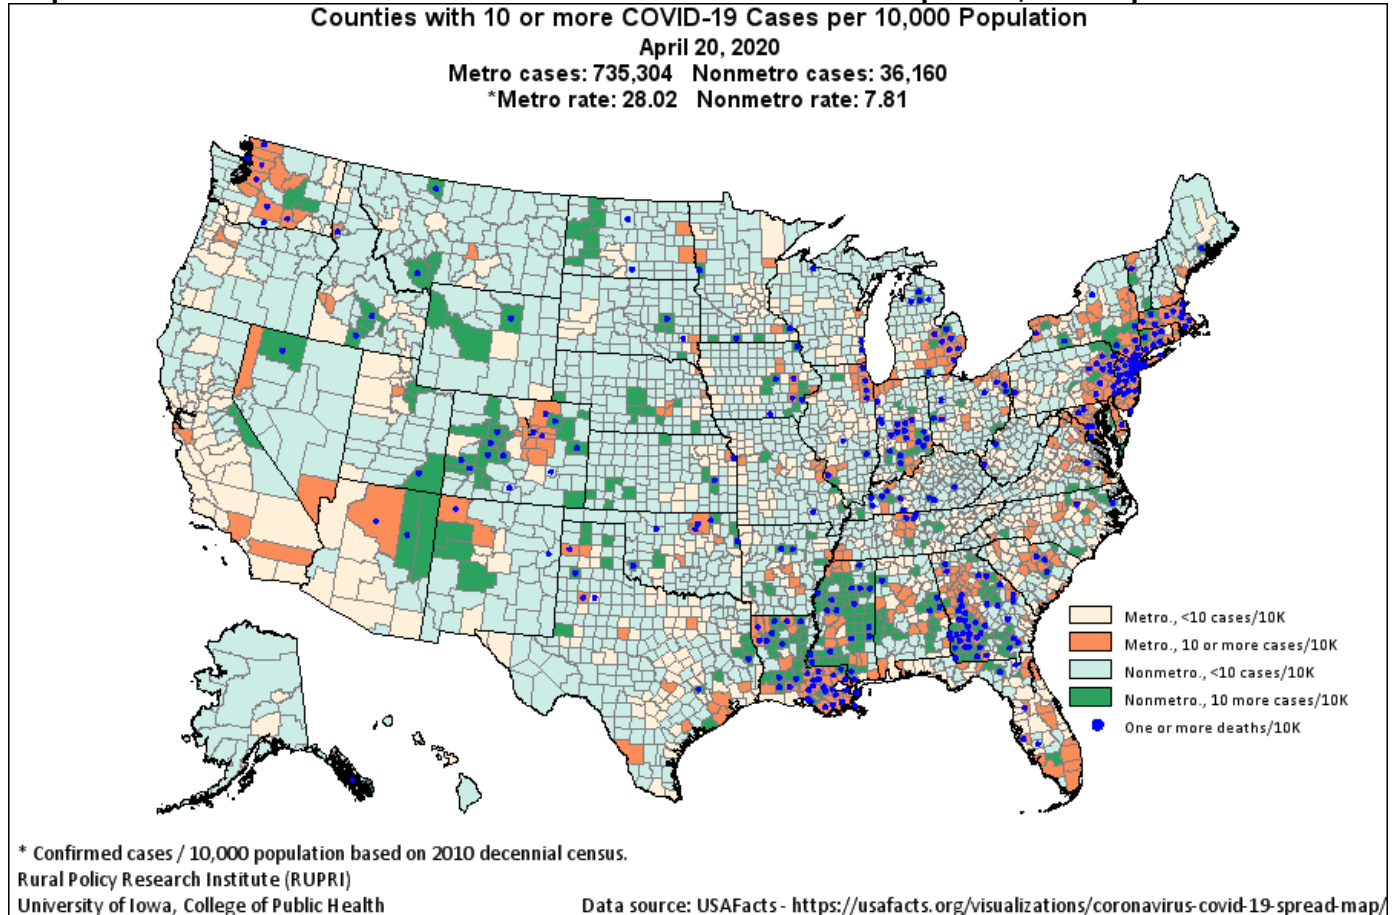 Counties with 10 or more COVID-19 Cases per 10,000 Population
April 20, 2020
Metro cases: 735,304 Nonmetro cases: 36,160
*Metro rate: 28.02 Nonmetro rate: 7.81
Metro., <10 cases/10K
Metro., 10 or more cases/10K
Nonmetro., <10 cases/10K
Nonmetro., 10 more cases/10K
One or more deaths/10K
* Confirmed cases / 10,000 population based on 2010 decennial census.
Rural Policy Research Institute (RUPRI)
University of Iowa, College of Public Health
Data source: USAFacts - https://usafacts.org/visualizations/coronavirus-covid-19-spread-map/